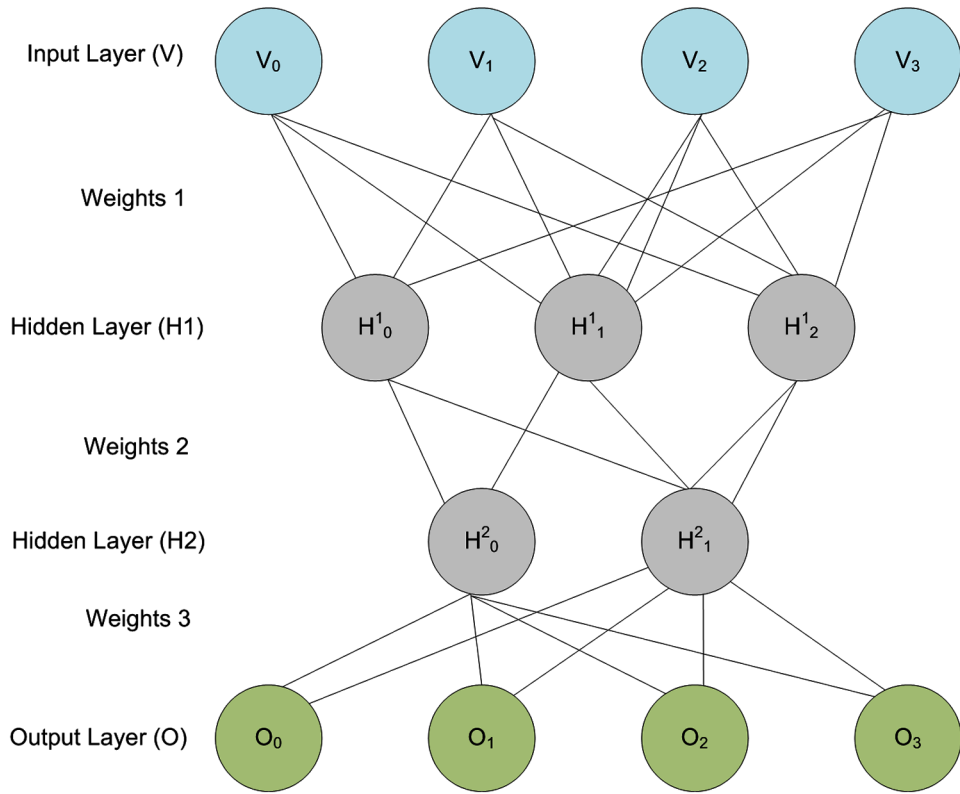 Input Layer (V)
V₀ V₁ V₂ V₃
Weights 1
Hidden Layer (H1)
H¹₀ H¹₁ H¹₂
Weights 2
Hidden Layer (H2)
H²₀ H²₁
Weights 3
Output Layer (O)
O₀ O₁ O₂ O₃